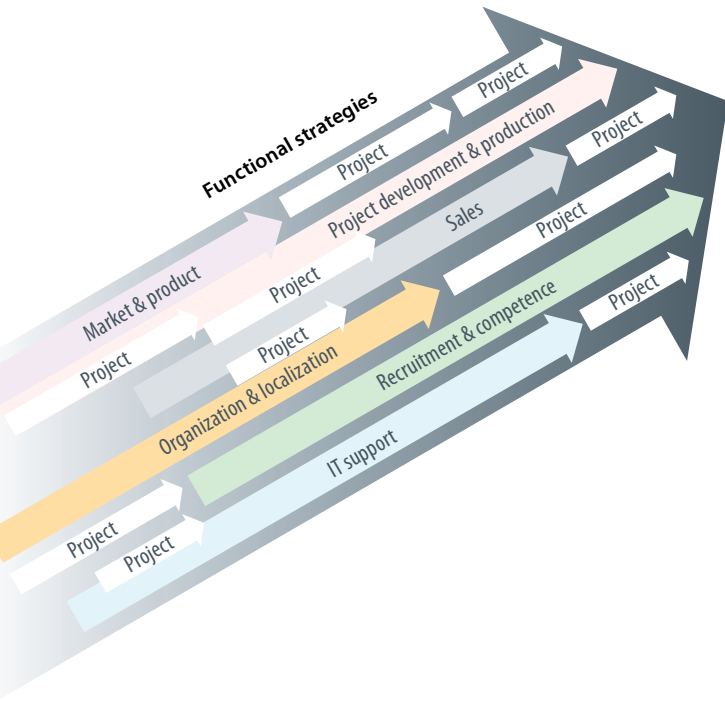 Functional strategies
Project
Project
Market & product
Project development & production
Project
Project
Project
Sales
Project
Project
Organization & localization
Project
Recruitment & competence
Project
Project
IT support
Project